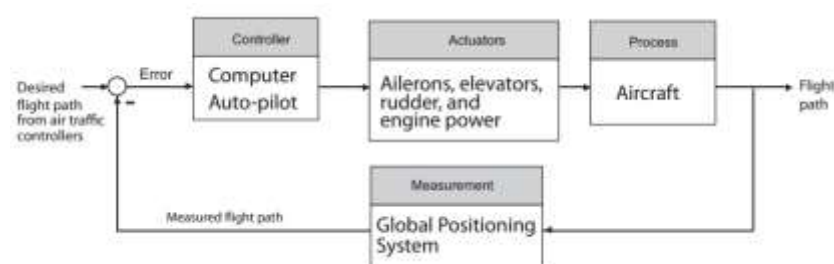 Controller
Actuators
Process
Desired
flight path
from air traffic
controllers
Error
Computer
Auto-pilot
Ailerons, elevators,
rudder, and
engine power
Aircraft
Flight
path
Measurement
Measured flight path
Global Positioning
System